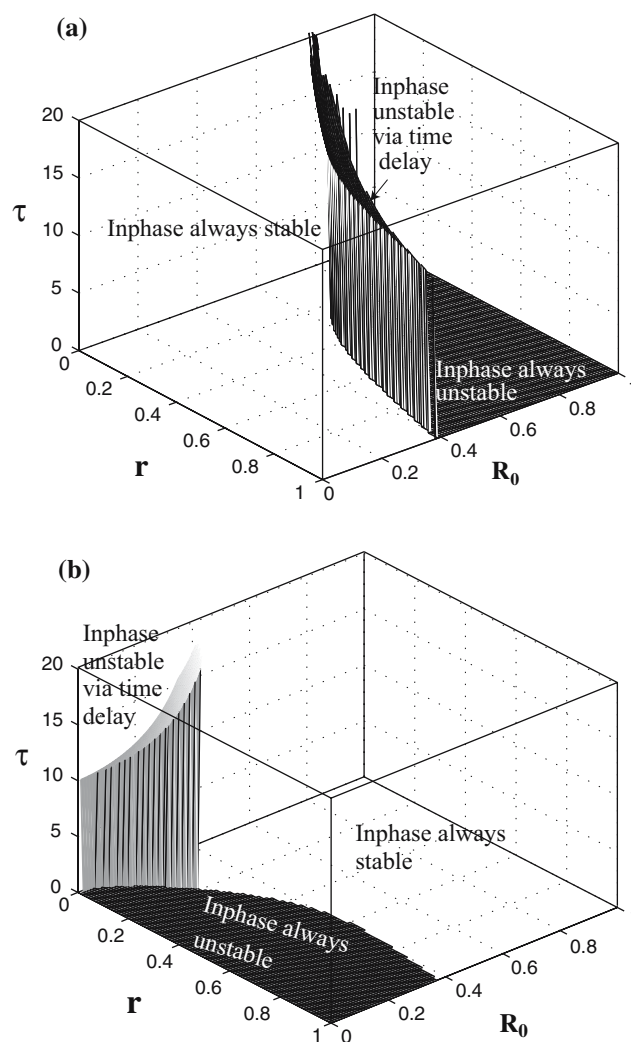 (a)
20
15
10
5
0
τ
Inphase
unstable
via time
delay
Inphase always stable
Inphase always
unstable
0
0.2
0.4
0.6
0.8
1
r
0
0.2
0.4
0.6
0.8
R0
(b)
20
15
10
5
0
τ
Inphase
unstable
via time
delay
Inphase always
stable
Inphase always
unstable
0
0.2
0.4
0.6
0.8
1
r
0
0.2
0.4
0.6
0.8
R0